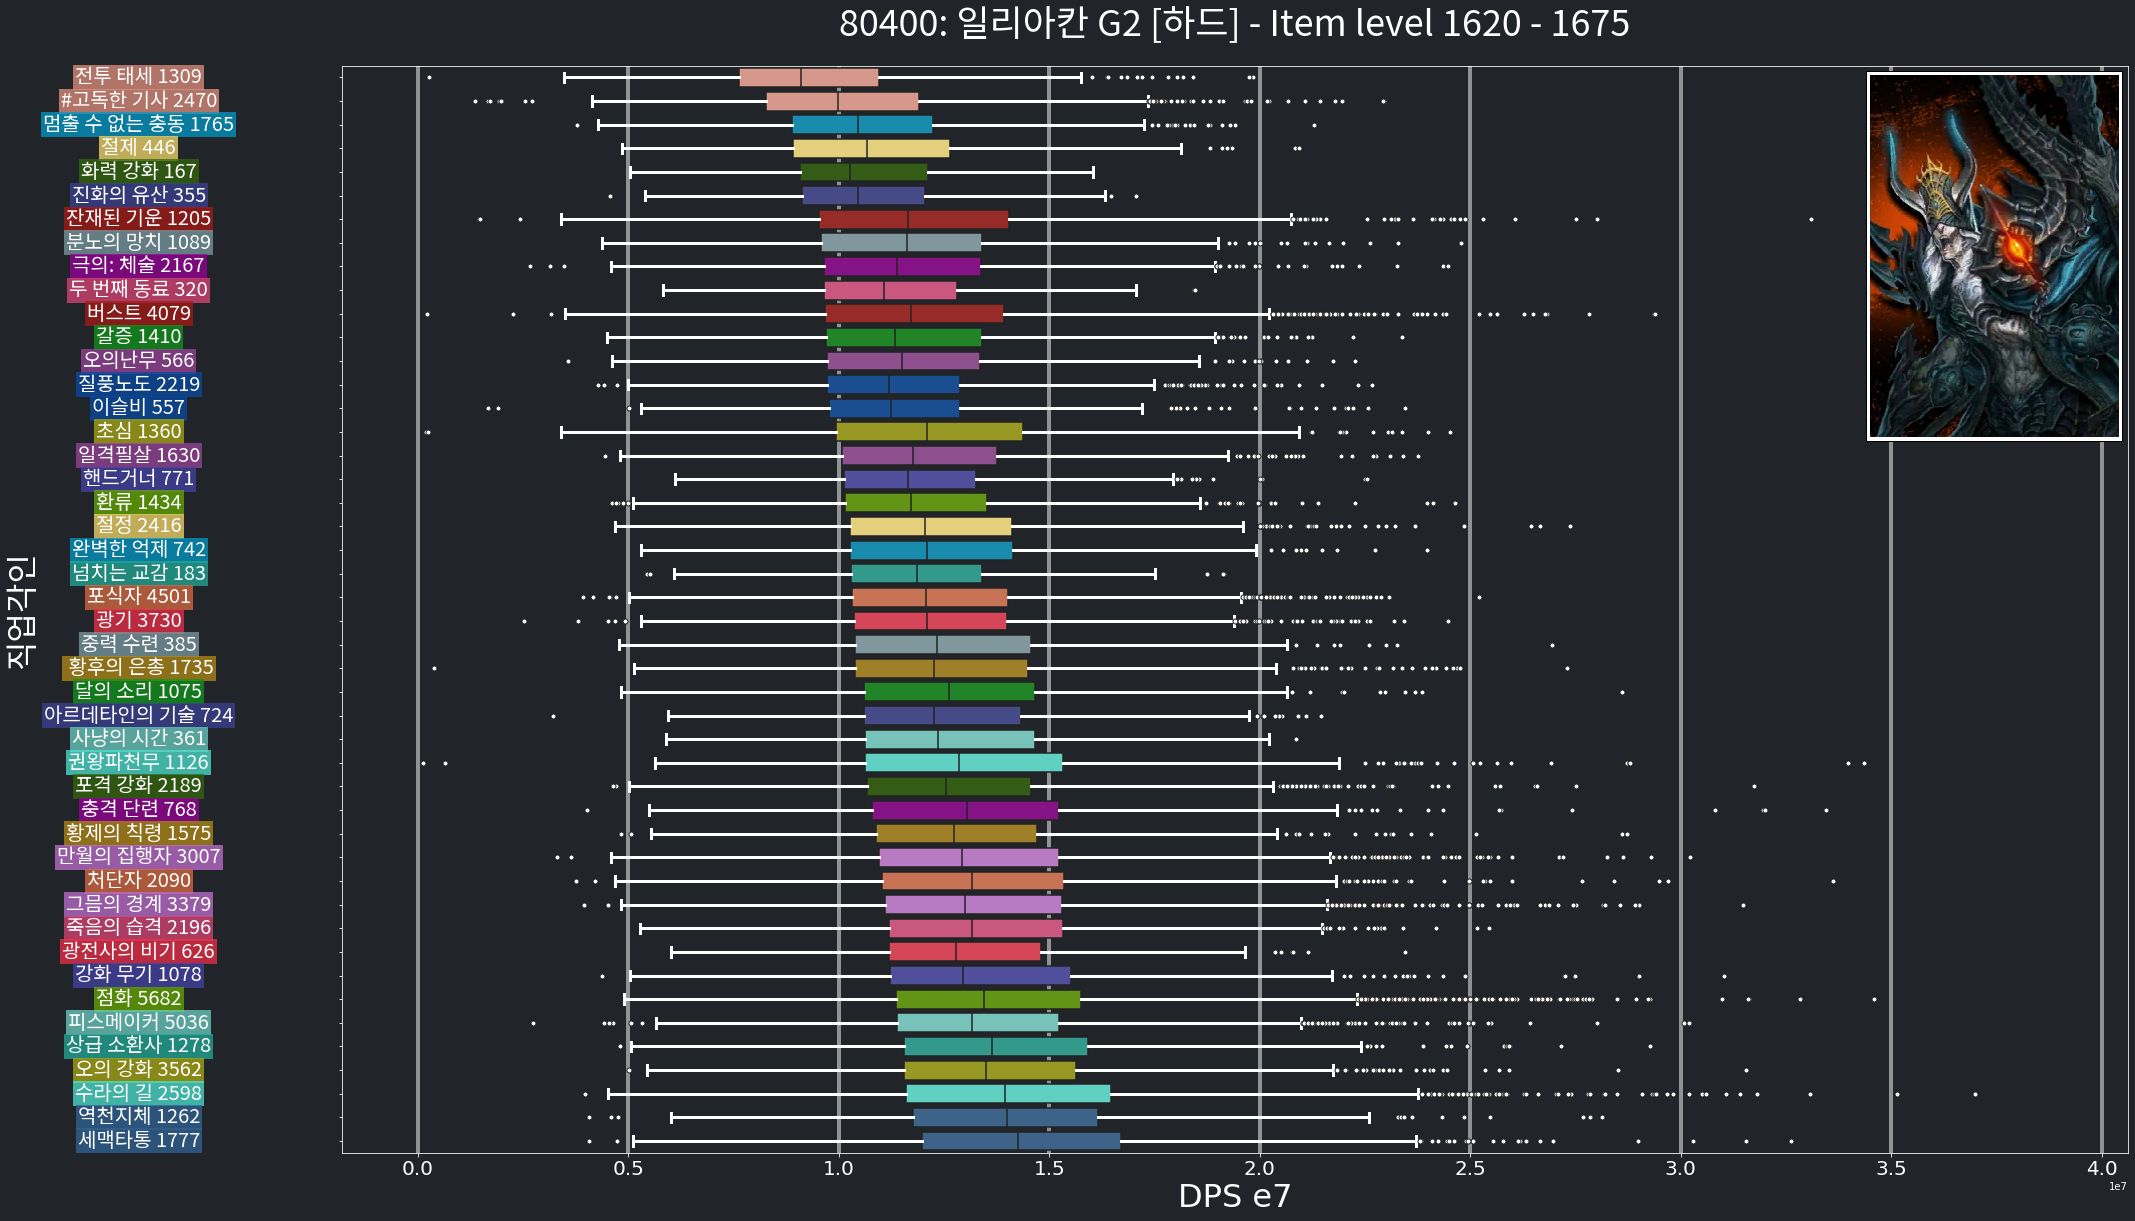 80400: 일리아칸 G2 [하드] - Item level 1620 - 1675
전투 태세 1309
#고독한 기사 2470
멈출 수 없는 충동 1765
절제 446
화력 강화 167
진화의 유산 355
잔재된 기운 1205
분노의 망치 1089
극의: 체술 2167
두 번째 동료 320
버스트 4079
갈증 1410
오의난무 566
질풍노도 2219
이슬비 557
초심 1360
일격필살 1630
핸드거너 771
환류 1434
절정 2416
완벽한 억제 742
넘치는 교감 183
포식자 4501
광기 3730
중력 수련 385
황후의 은총 1735
달의 소리 1075
아르데타인의 기술 724
사냥의 시간 361
권왕파천무 1126
포격 강화 2189
충격 단련 768
황제의 칙령 1575
만월의 집행자 3007
처단자 2090
그믐의 경계 3379
죽음의 습격 2196
광전사의 비기 626
강화 무기 1078
점화 5682
피스메이커 5036
상급 소환사 1278
오의 강화 3562
수라의 길 2598
역천지체 1262
세맥타통 1777
직업각인
0.0 0.5 1.0 1.5 2.0 2.5 3.0 3.5 4.0
1e7
DPS e7